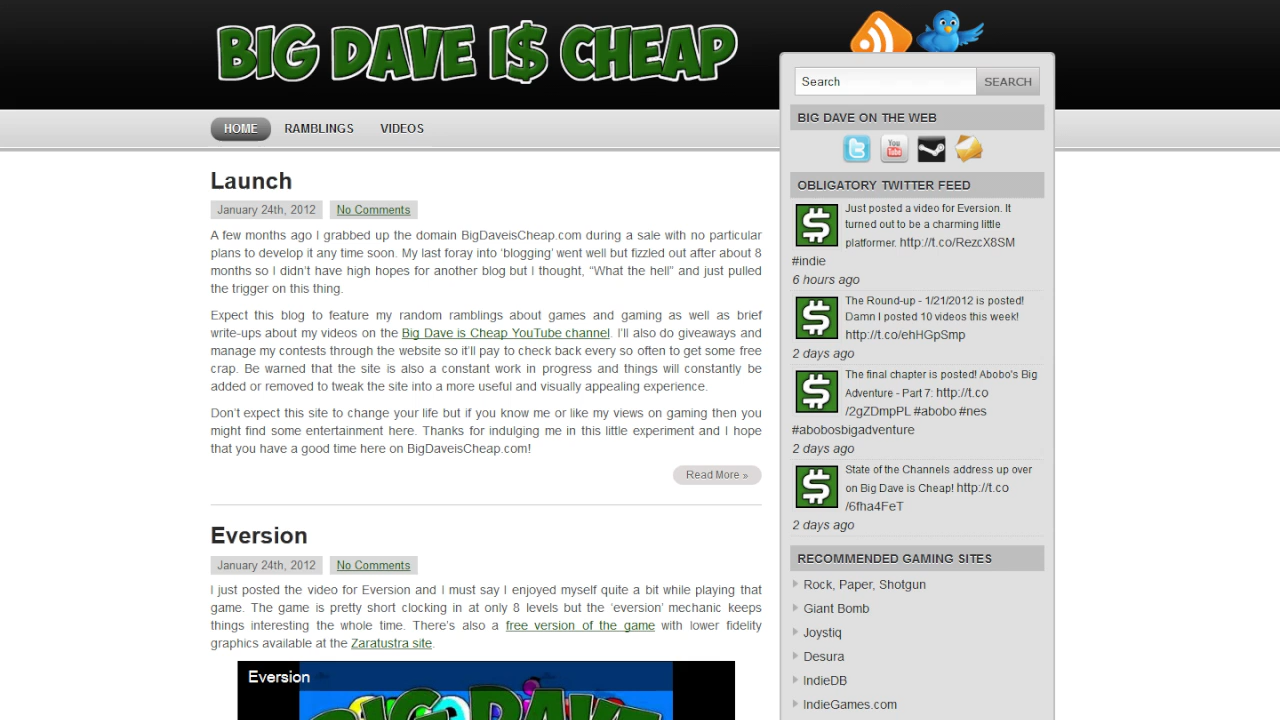 BIG DAVE I$ CHEAP
Search
SEARCH
HOME
RAMBLINGS
VIDEOS
Launch
January 24th, 2012
No Comments
A few months ago I grabbed up the domain BigDaveisCheap.com during a sale with no particular
plans to develop it any time soon. My last foray into ‘blogging’ went well but fizzled out after about 8
months so I didn’t have high hopes for another blog but I thought, “What the hell” and just pulled
the trigger on this thing.
Expect this blog to feature my random ramblings about games and gaming as well as brief
write-ups about my videos on the Big Dave is Cheap YouTube channel. I’ll also do giveaways and
manage my contests through the website so it’ll pay to check back every so often to get some free
crap. Be warned that the site is also a constant work in progress and things will constantly be
added or removed to tweak the site into a more useful and visually appealing experience.
Don’t expect this site to change your life but if you know me or like my views on gaming then you
might find some entertainment here. Thanks for indulging me in this little experiment and I hope
that you have a good time here on BigDaveisCheap.com!
Read More »
Eversion
January 24th, 2012
No Comments
I just posted the video for Eversion and I must say I enjoyed myself quite a bit while playing that
game. The game is pretty short clocking in at only 8 levels but the ‘eversion’ mechanic keeps
things interesting the whole time. There’s also a free version of the game with lower fidelity
graphics available at the Zaratustra site.
Eversion
BIG DAVE
BIG DAVE ON THE WEB
You
Tube
OBLIGATORY TWITTER FEED
Just posted a video for Eversion. It
turned out to be a charming little
platformer. http://t.co/RezcX8SM
#indie
6 hours ago
The Round-up - 1/21/2012 is posted!
Damn I posted 10 videos this week!
http://t.co/ehHGpSmp
2 days ago
The final chapter is posted! Abobo's Big
Adventure - Part 7: http://t.co
/2gZDmpPL #abobo #nes
#abobosbigadventure
2 days ago
State of the Channels address up over
on Big Dave is Cheap! http://t.co
/6fha4FeT
2 days ago
RECOMMENDED GAMING SITES
Rock, Paper, Shotgun
Giant Bomb
Joystiq
Desura
IndieDB
IndieGames.com